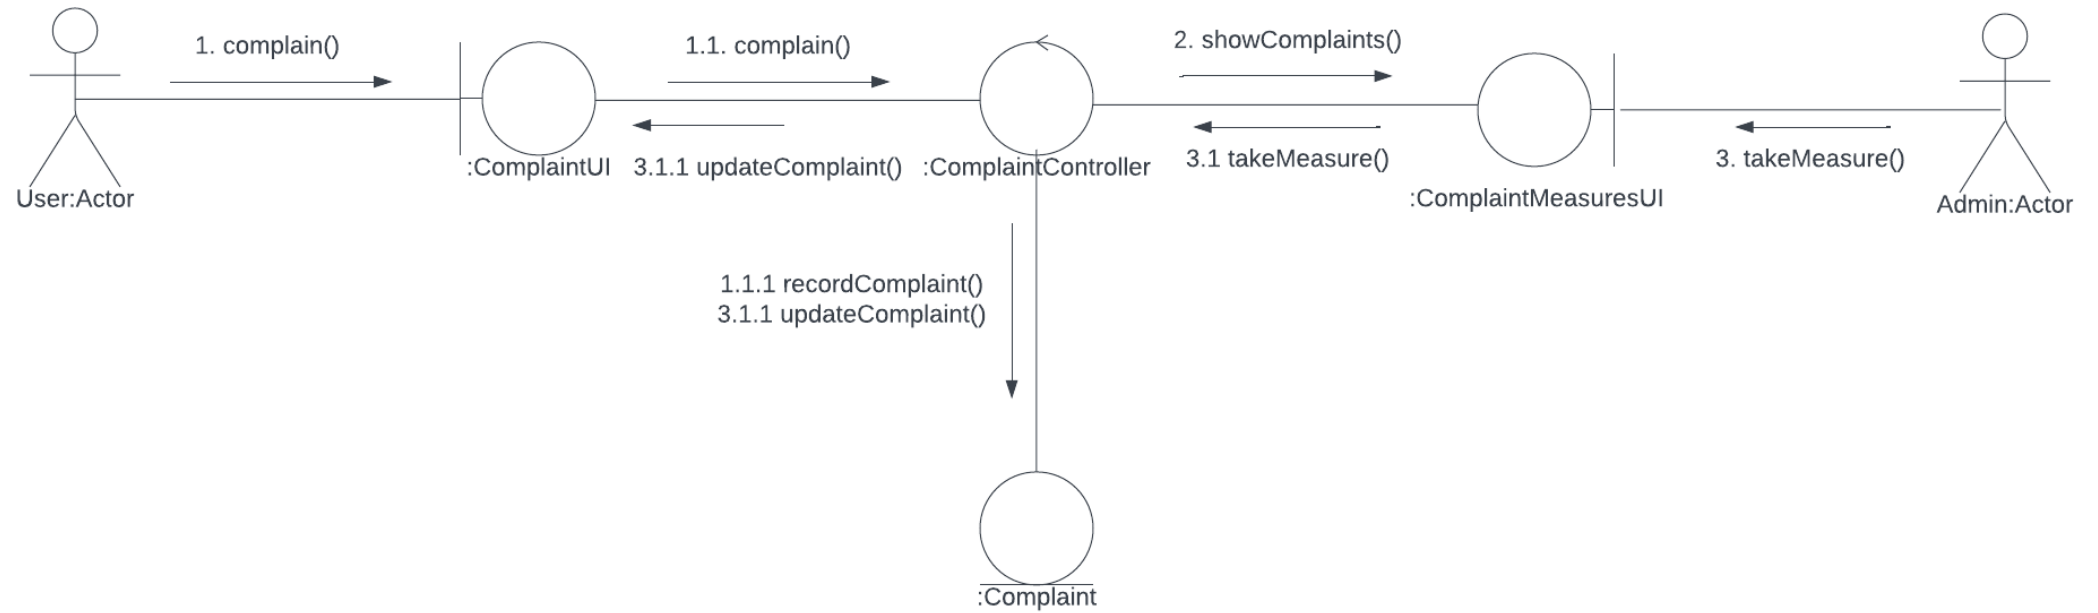 1. complain()
1.1. complain()
2. showComplaints()
:ComplaintUI
3.1.1 updateComplaint()
:ComplaintController
3.1 takeMeasure()
3. takeMeasure()
User:Actor
:ComplaintMeasuresUI
Admin:Actor
1.1.1 recordComplaint()
3.1.1 updateComplaint()
:Complaint